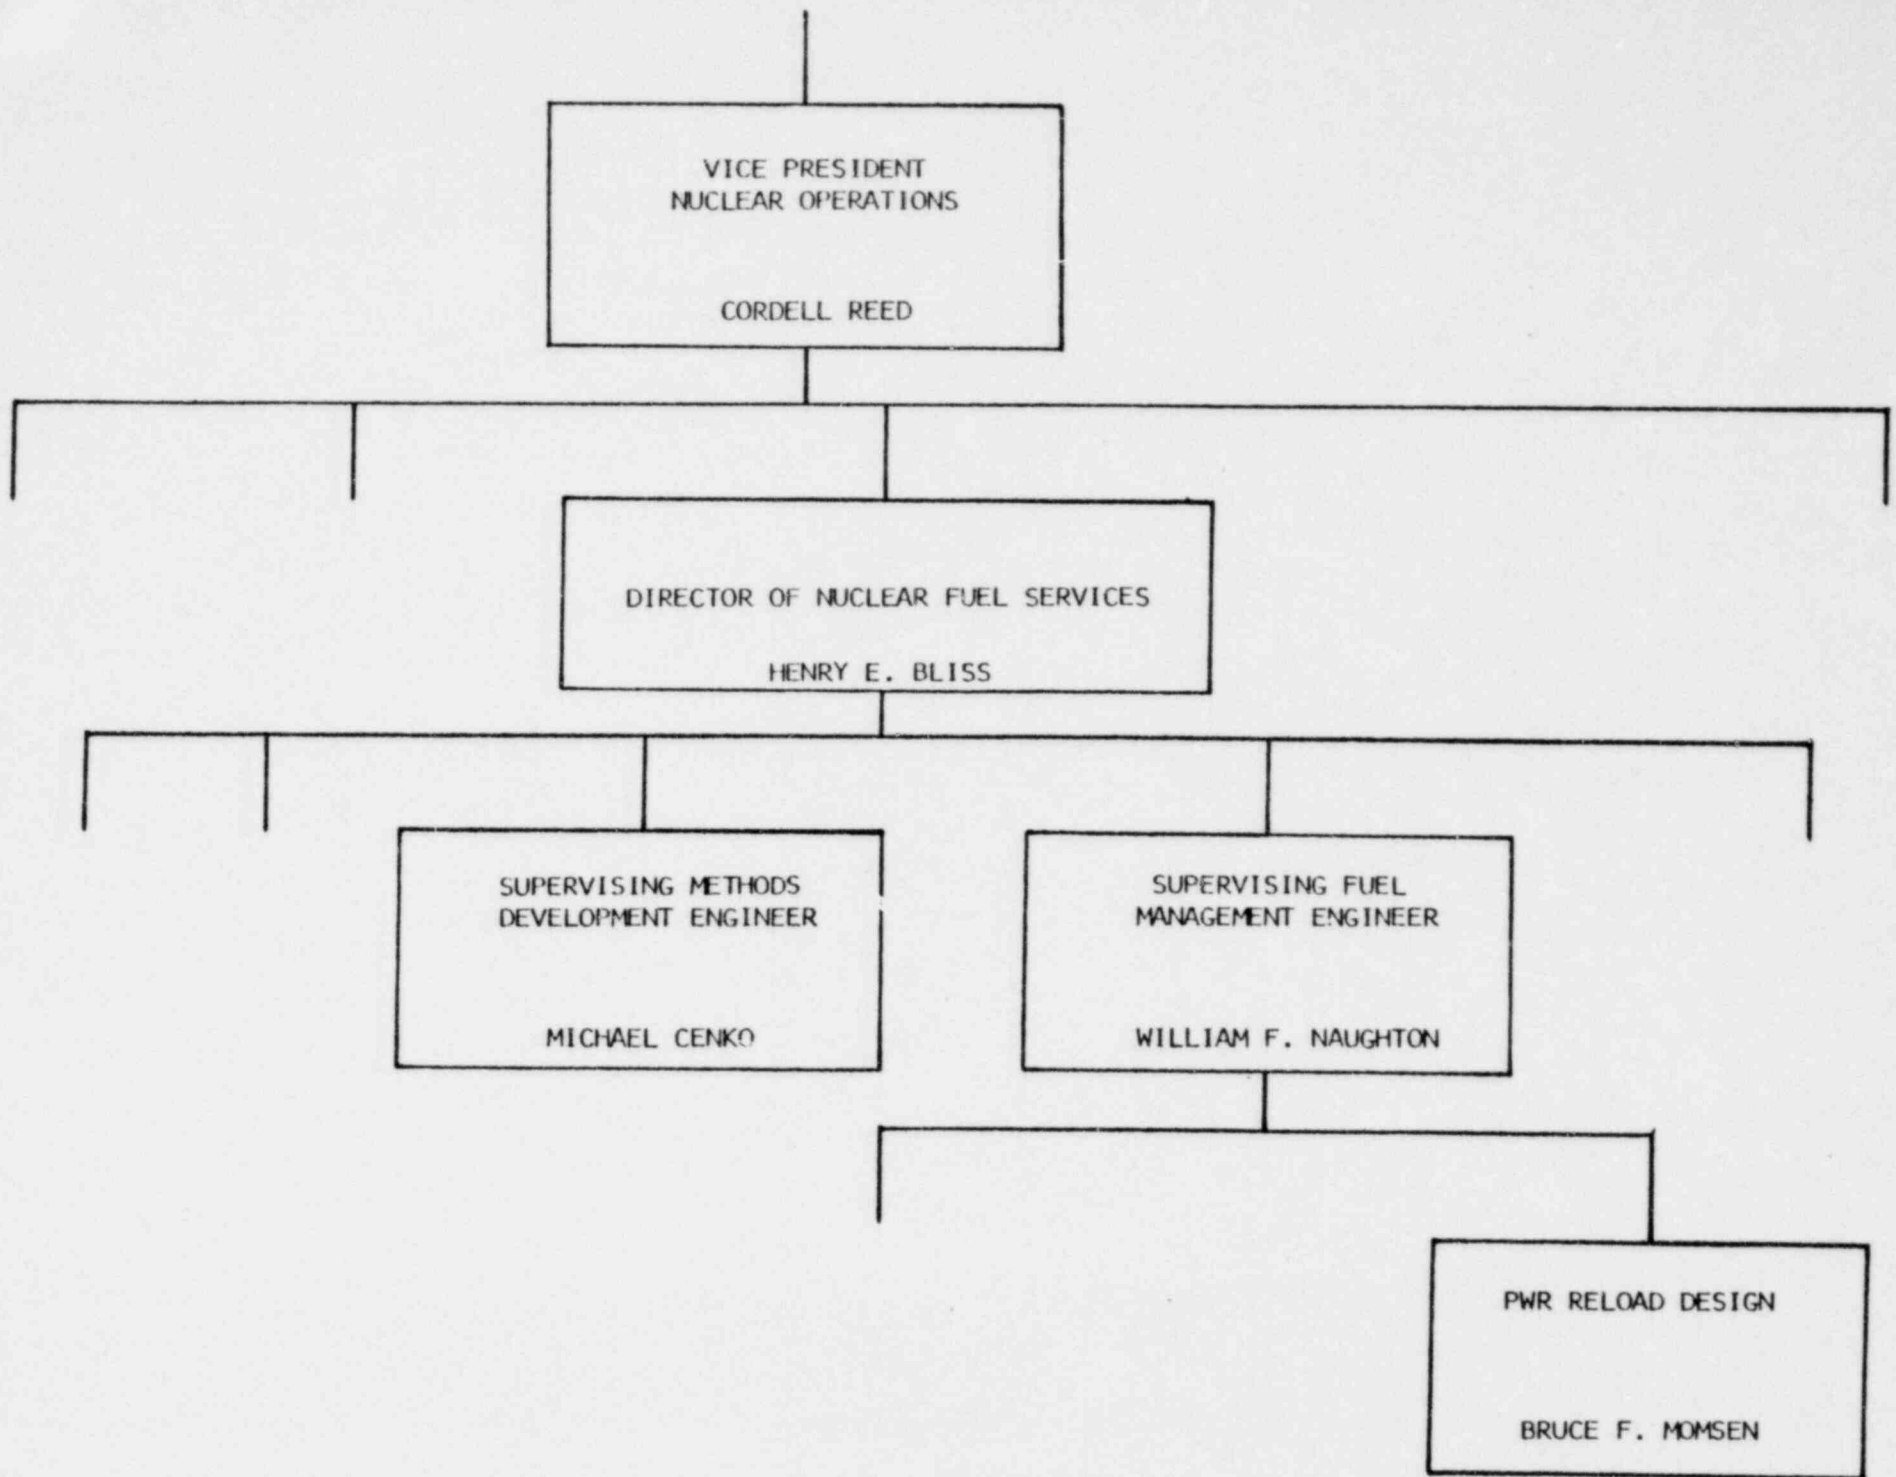 VICE PRESIDENT
NUCLEAR OPERATIONS
CORDELL REED
DIRECTOR OF NUCLEAR FUEL SERVICES
HENRY E. BLISS
SUPERVISING METHODS
DEVELOPMENT ENGINEER
MICHAEL CENKO
SUPERVISING FUEL
MANAGEMENT ENGINEER
WILLIAM F. NAUGHTON
PWR RELOAD DESIGN
BRUCE F. MOMSEN